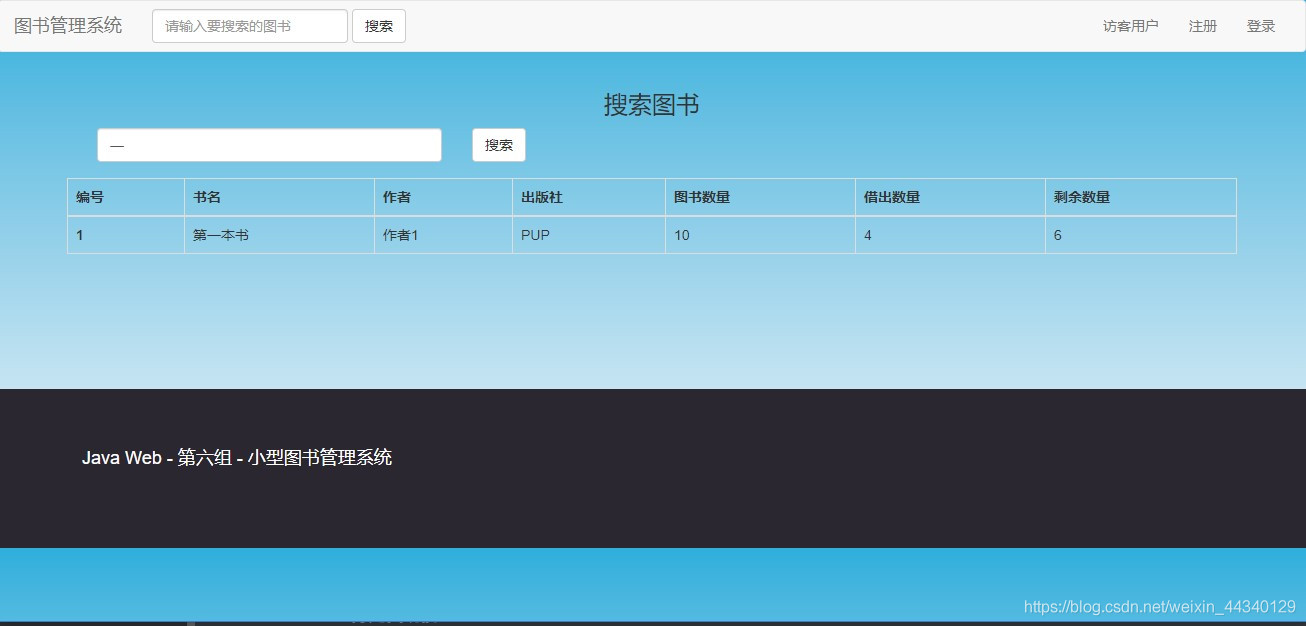 图书管理系统 请输入要搜索的图书 搜索 访客用户 注册 登录
搜索图书
一 搜索
编号 书名 作者 出版社 图书数量 借出数量 剩余数量
1 第一本书 作者1 PUP 10 4 6
Java Web - 第六组 - 小型图书管理系统
https://blog.csdn.net/weixin_44340129